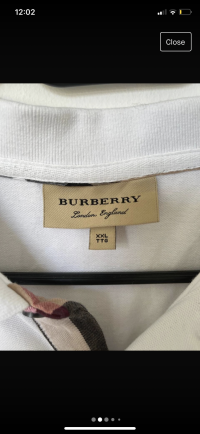 12:02
Close
BURBERRY
London England
XXL
TTG